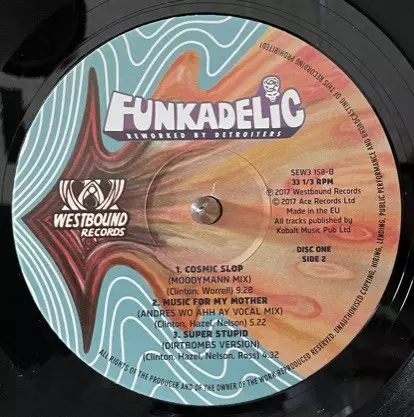 FUNKADELIC
REWORKED BY DETROITERS
WESTBOUND
RECORDS
SEW3 158-B
33 1/3 RPM
℗ 2017 Westbound Records
© 2017 Ace Records Ltd
Made in the EU
All tracks published by
Kobalt Music Pub Ltd
DISC ONE
SIDE 2
1. COSMIC SLOP
(MOODYMANN MIX)
(Clinton, Worrell) 9.28
2. MUSIC FOR MY MOTHER
(ANDRES WO AHH AY VOCAL MIX)
(Clinton, Hazel, Nelson) 5.22
3. SUPER STUPID
(DIRTBOMBS VERSION)
(Clinton, Hazel, Nelson, Ross) 4.32
ALL RIGHTS OF THE PRODUCER AND OF THE OWNER OF THE WORK REPRODUCED RESERVED. UNAUTHORISED COPYING, HIRING, LENDING, PUBLIC PERFORMANCE AND BROADCASTING OF THIS RECORDING PROHIBITED!